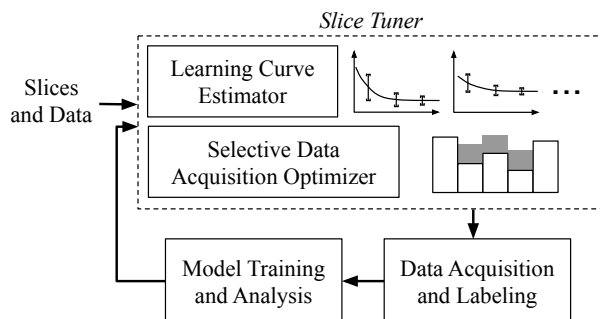 Slice Tuner
Learning Curve
Estimator
...
Slices
and Data
Selective Data
Acquisition Optimizer
Model Training
and Analysis
Data Acquisition
and Labeling